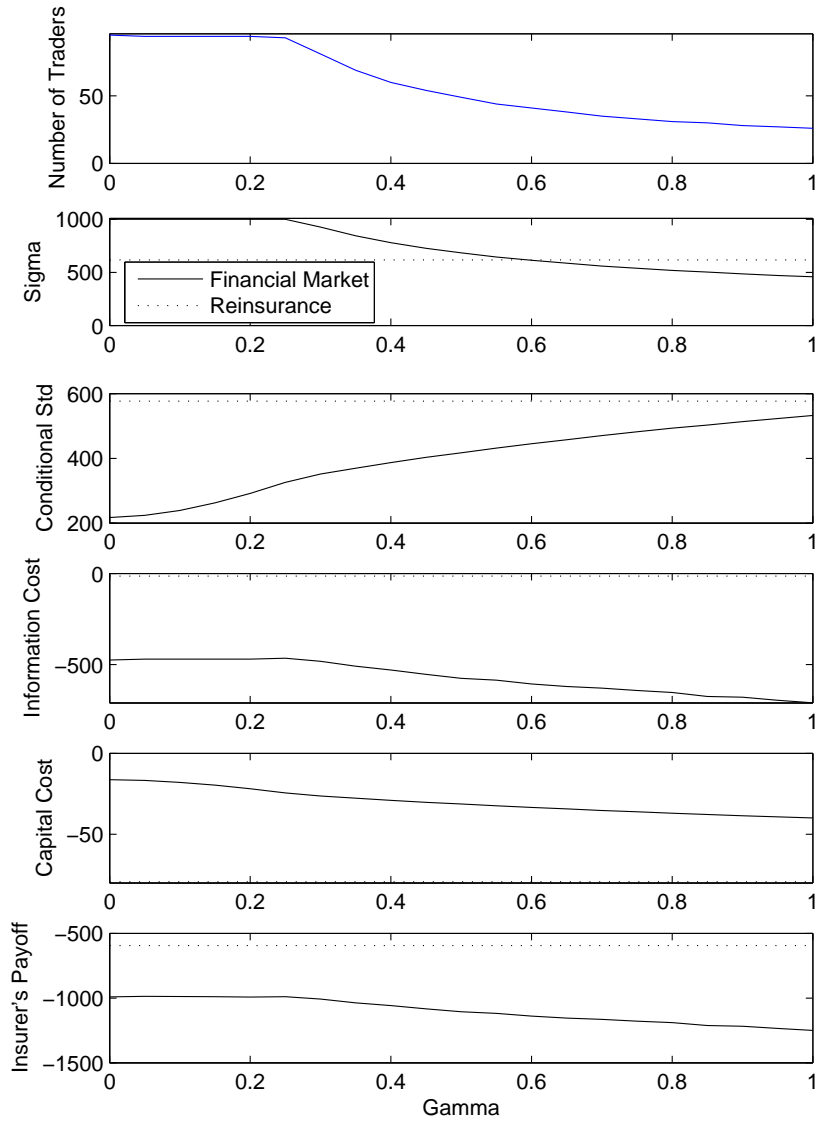 Number of Traders
50
0
0 0.2 0.4 0.6 0.8 1
Sigma
1000
500
0
Financial Market
Reinsurance
0 0.2 0.4 0.6 0.8 1
Conditional Std
600
400
200
0 0.2 0.4 0.6 0.8 1
Information Cost
0
−500
0 0.2 0.4 0.6 0.8 1
Capital Cost
0
−50
0 0.2 0.4 0.6 0.8 1
Insurer's Payoff
−500
−1000
−1500
0 0.2 0.4 0.6 0.8 1
Gamma